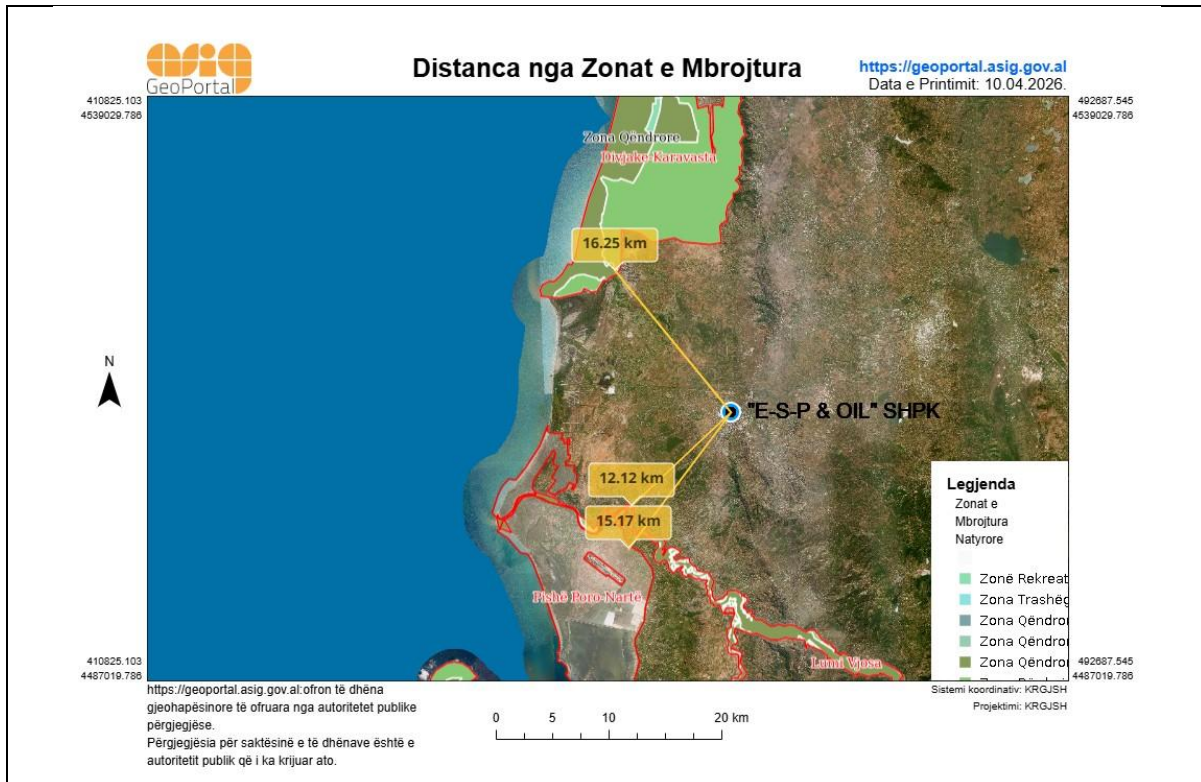 asig
GeoPortal
Distanca nga Zonat e Mbrojtura
https://geoportal.asig.gov.al
Data e Printimit: 10.04.2026.
410825.103
4539029.786
492687.545
4539029.786
Zona Qëndrore
Divjake-Karavasta
16.25 km
N
"E-S-P & OIL" SHPK
12.12 km
15.17 km
Pishë Poro-Nartë
Lumi Vjosa
Legjenda
Zonat e
Mbrojtura
Natyrore
Zonë Rekreat
Zona Trashëg
Zona Qëndror
Zona Qëndror
Zona Qëndror
410825.103
4487019.786
492687.545
4487019.786
https://geoportal.asig.gov.al:ofron të dhëna
gjeohapësinore të ofruara nga autoritetet publike
përgjegjëse.
Përgjegjësia për saktësinë e të dhënave është e
autoritetit publik që i ka krijuar ato.
0 5 10 20 km
Sistemi koordinativ: KRGJSH
Projektimi: KRGJSH